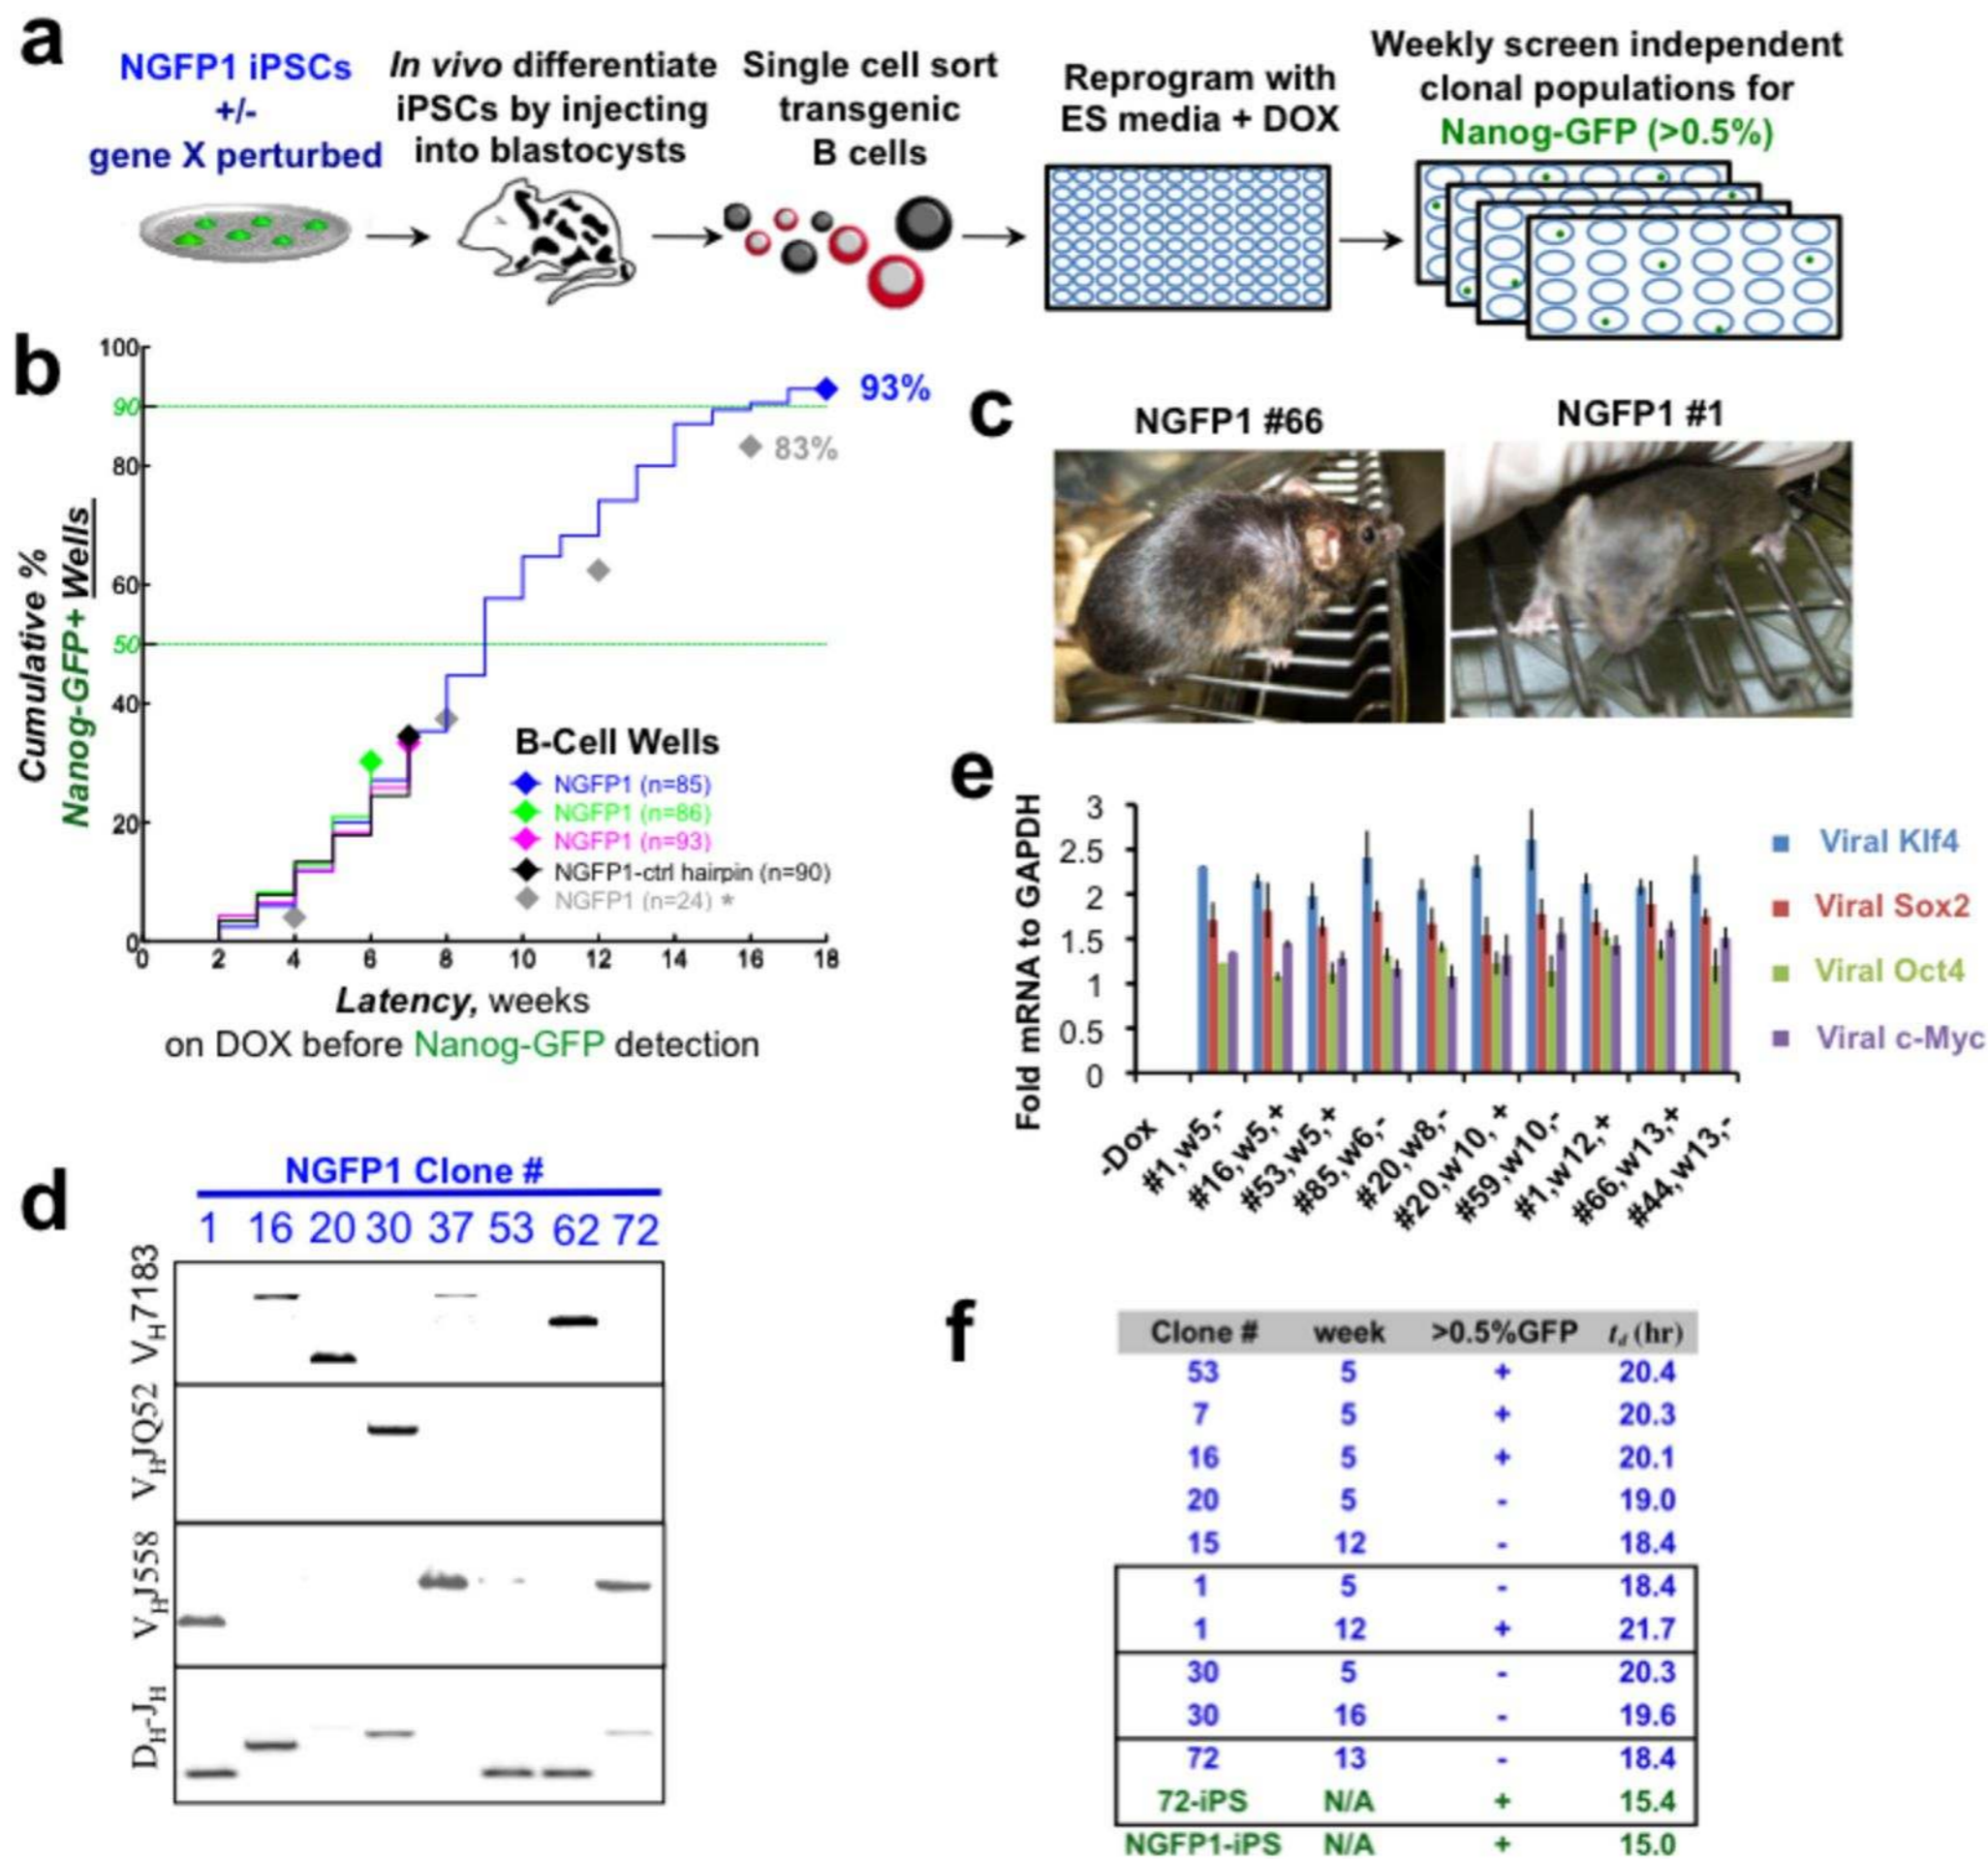 a
NGFP1 iPSCs
+/-
gene X perturbed
In vivo differentiate
iPSCs by injecting
into blastocysts
Single cell sort
transgenic
B cells
Reprogram with
ES media + DOX
Weekly screen independent
clonal populations for
Nanog-GFP (>0.5%)
b
Cumulative %
Nanog-GFP+ Wells
100
90
80
60
50
40
20
0
0 2 4 6 8 10 12 14 16 18
93%
83%
B-Cell Wells
NGFP1 (n=85)
NGFP1 (n=86)
NGFP1 (n=93)
NGFP1-ctrl hairpin (n=90)
NGFP1 (n=24) *
Latency, weeks
on DOX before Nanog-GFP detection
c
NGFP1 #66
NGFP1 #1
d
NGFP1 Clone #
1 16 20 30 37 53 62 72
VH7183
VHJQ52
VHJ558
DH-JH
e
Fold mRNA to GAPDH
3
2.5
2
1.5
1
0.5
0
-Dox
#1,w5,-
#16,w5,+
#53,w5,+
#85,w6,-
#20,w8,-
#20,w10, +
#59,w10,-
#1,w12,+
#66,w13,+
#44,w13,-
Viral Klf4
Viral Sox2
Viral Oct4
Viral c-Myc
f
Clone # week >0.5%GFP td (hr)
53 5 + 20.4
7 5 + 20.3
16 5 + 20.1
20 5 - 19.0
15 12 - 18.4
1 5 - 18.4
1 12 + 21.7
30 5 - 20.3
30 16 - 19.6
72 13 - 18.4
72-iPS N/A + 15.4
NGFP1-iPS N/A + 15.0